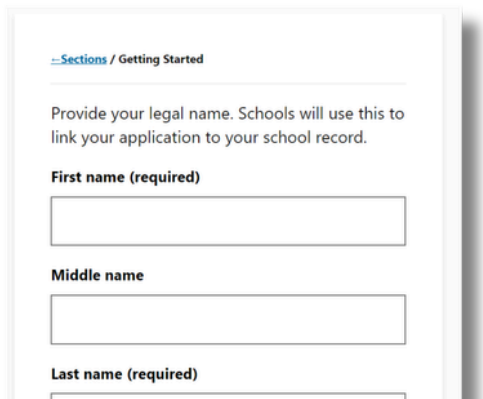 ←Sections / Getting Started
Provide your legal name. Schools will use this to
link your application to your school record.
First name (required)
Middle name
Last name (required)